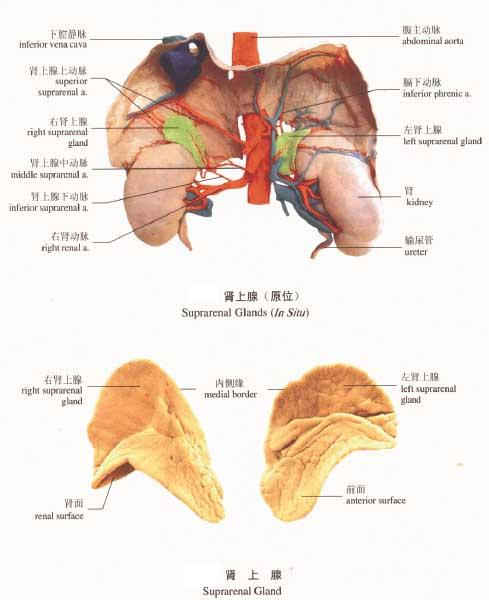 下腔静脉
inferior vena cava
肾上腺上动脉
superior
suprarenal a.
右肾上腺
right suprarenal
gland
肾上腺中动脉
middle suprarenal a.
肾上腺下动脉
inferior suprarenal a.
右肾动脉
right renal a.
腹主动脉
abdominal aorta
膈下动脉
inferior phrenic a.
左肾上腺
left suprarenal gland
肾
kidney
输尿管
ureter
肾上腺（原位）
Suprarenal Glands (In Situ)
右肾上腺
right suprarenal
gland
内侧缘
medial border
左肾上腺
left suprarenal
gland
肾面
renal surface
前面
anterior surface
肾上腺
Suprarenal Gland